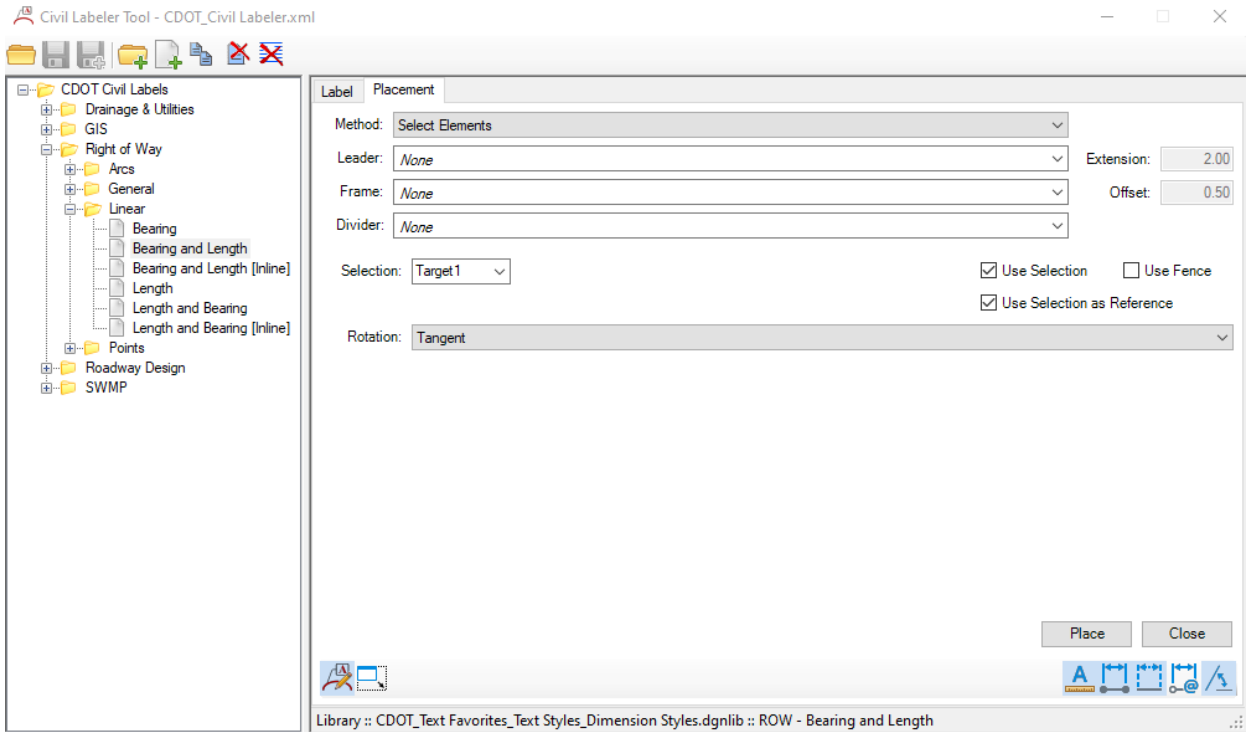 Civil Labeler Tool - CDOT_Civil Labeler.xml
CDOT Civil Labels
Drainage & Utilities
GIS
Right of Way
Arcs
General
Linear
Bearing
Bearing and Length
Bearing and Length [Inline]
Length
Length and Bearing
Length and Bearing [Inline]
Points
Roadway Design
SWMP
Label Placement
Method: Select Elements
Leader: None Extension: 2.00
Frame: None Offset: 0.50
Divider: None
Selection: Target1 Use Selection Use Fence
Use Selection as Reference
Rotation: Tangent
Place Close
Library :: CDOT_Text Favorites_Text Styles_Dimension Styles.dgnlib :: ROW - Bearing and Length